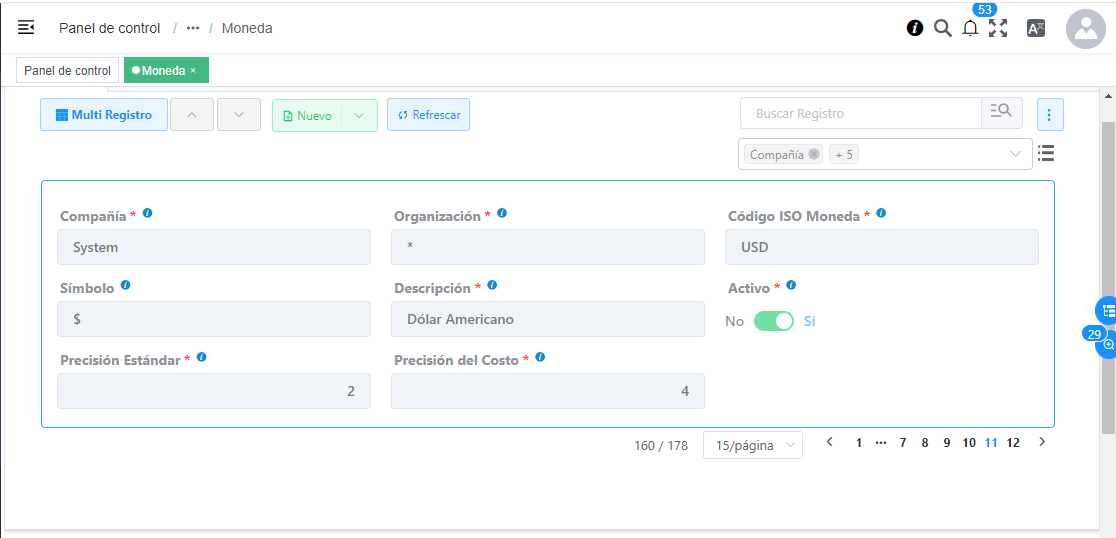 Panel de control / ··· / Moneda
53
Panel de control
Moneda ×
Multi Registro
Nuevo
Refrescar
Buscar Registro
Compañía
+ 5
Compañía *
Organización *
Código ISO Moneda *
System
*
USD
Símbolo
Descripción *
Activo *
$
Dólar Americano
No
Si
29
Precisión Estándar *
Precisión del Costo *
2
4
160 / 178
15/página
1 ··· 7 8 9 10 11 12